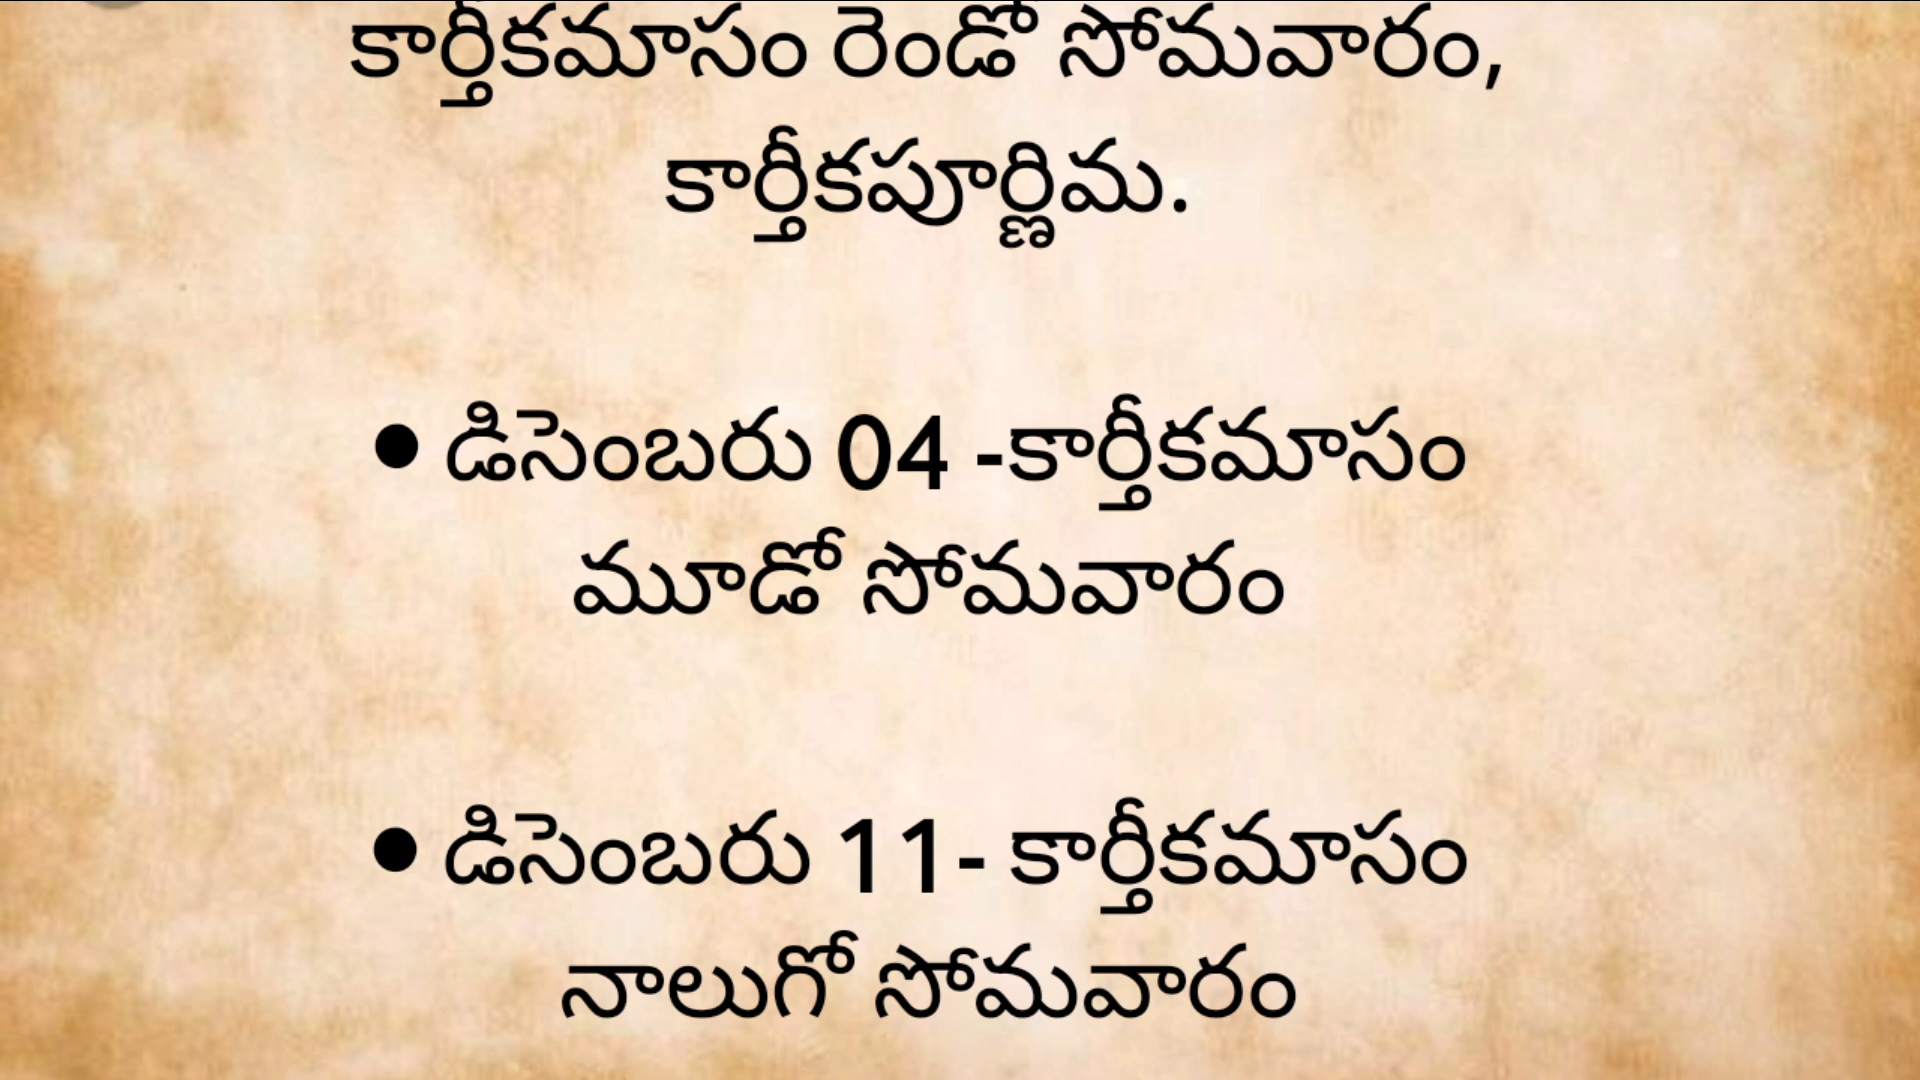 కార్తీకమాసం రెండో సోమవారం,
కార్తీకపూర్ణిమ.
• డిసెంబరు 04 -కార్తీకమాసం
మూడో సోమవారం
• డిసెంబరు 11- కార్తీకమాసం
నాలుగో సోమవారం